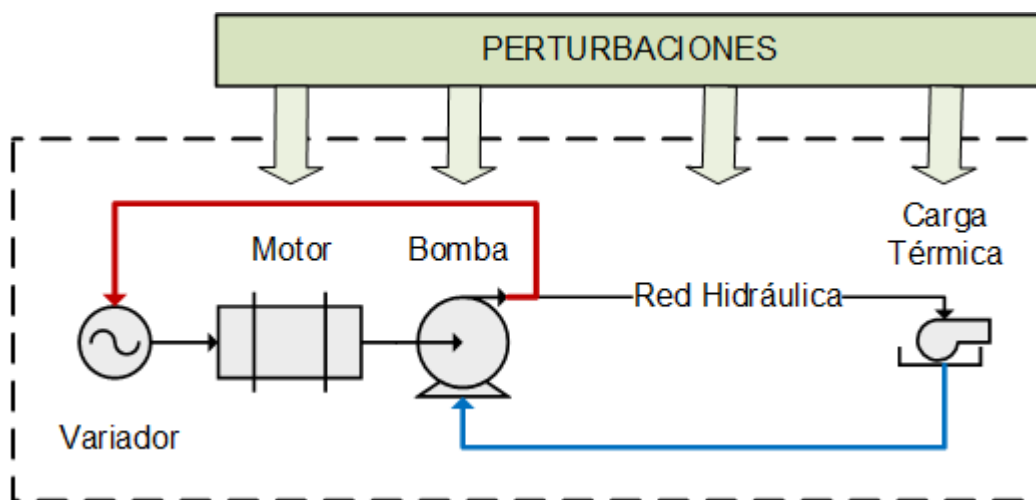 PERTURBACIONES
Carga
Térmica
Motor
Bomba
Red Hidráulica
Variador